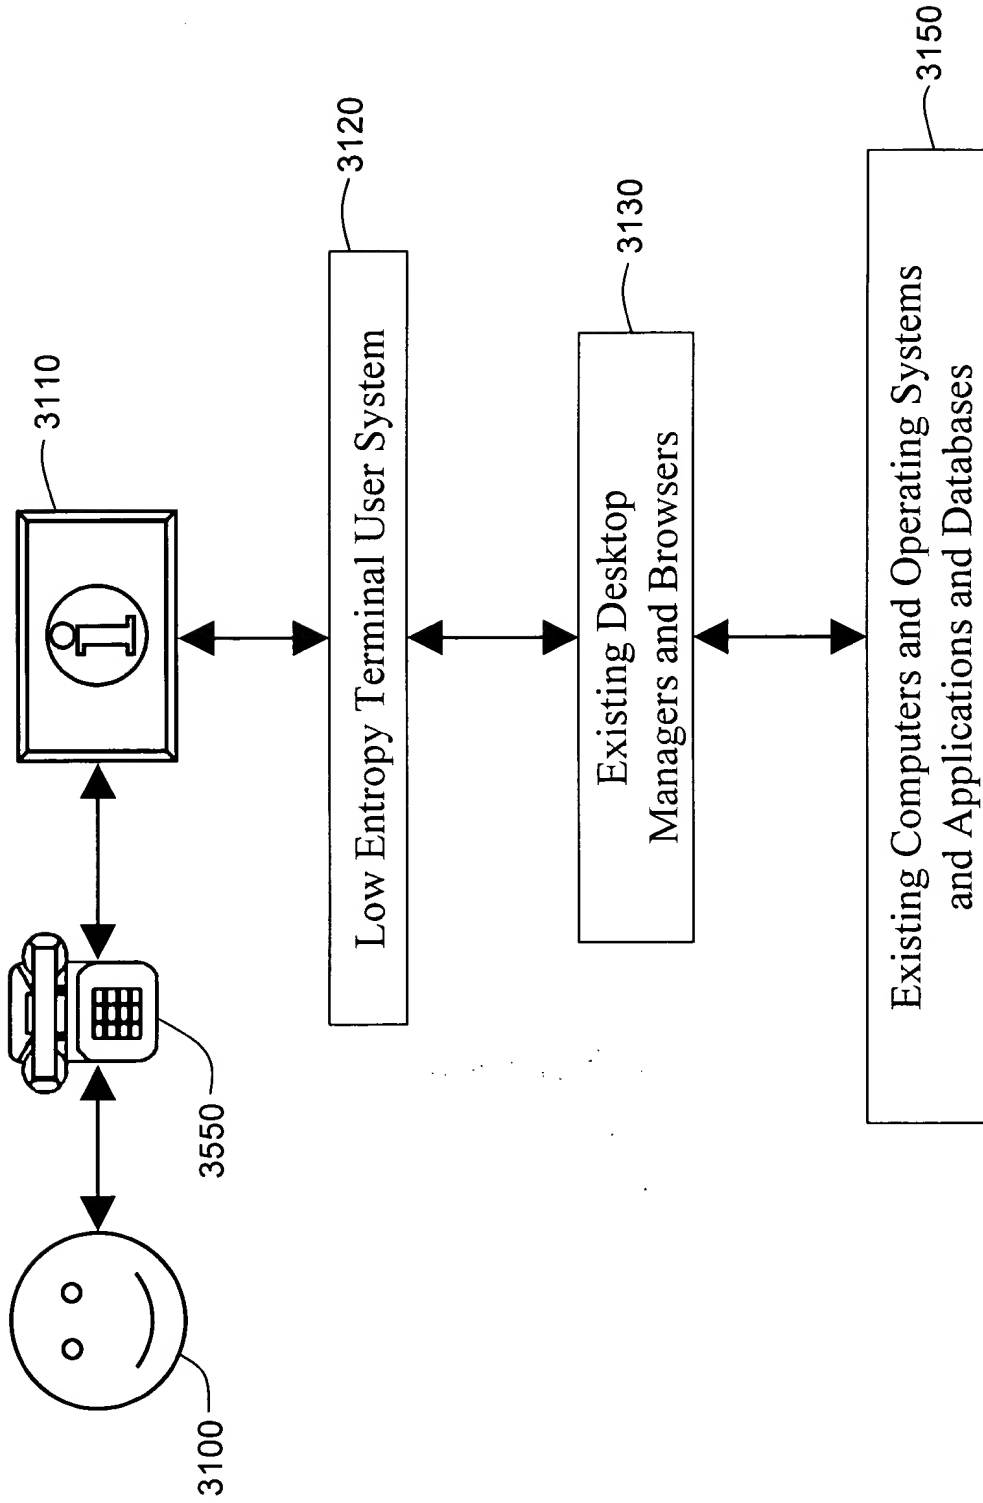 3100
3550
3110
i
Low Entropy Terminal User System
3120
Existing Desktop
Managers and Browsers
3130
Existing Computers and Operating Systems
and Applications and Databases
3150